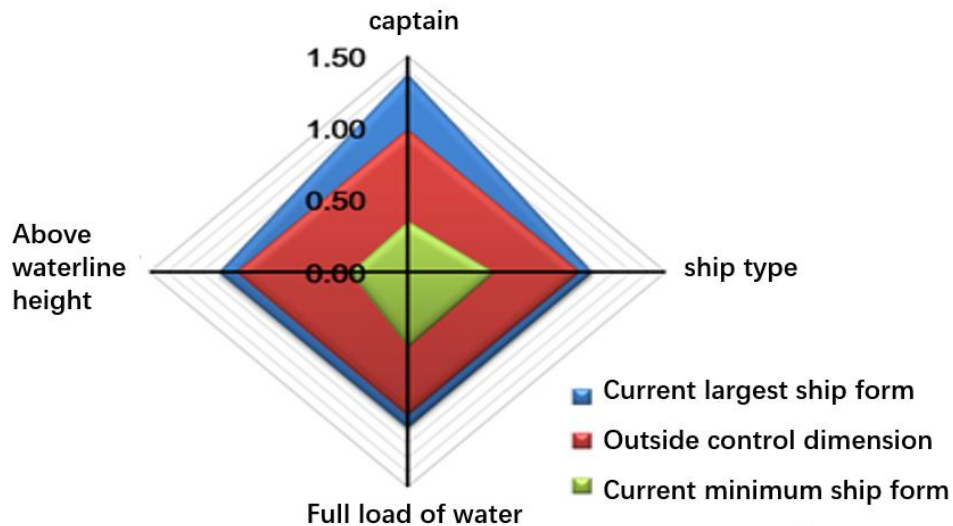 captain
1.50
1.00
0.50
0.00
Above
waterline
height
ship type
Current largest ship form
Outside control dimension
Current minimum ship form
Full load of water